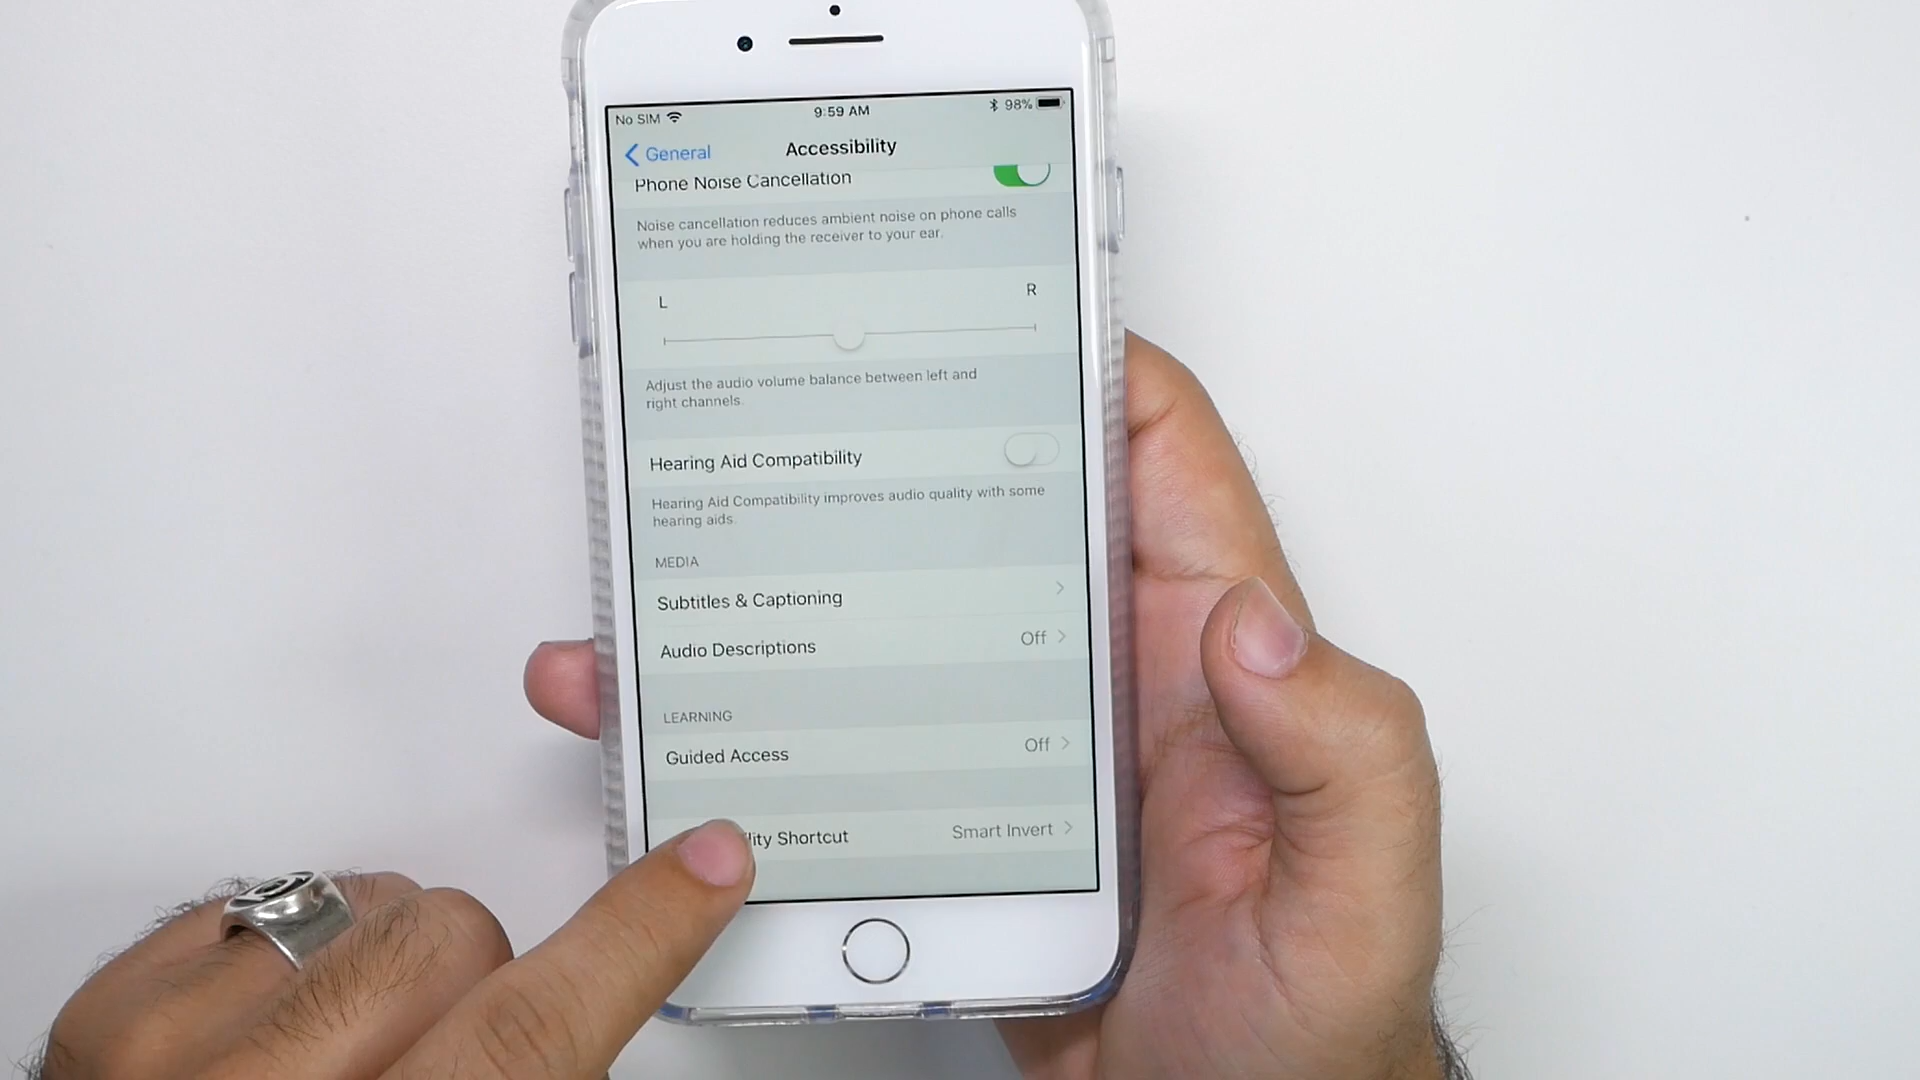 No SIM 9:59 AM 98%
General Accessibility
Phone Noise Cancellation
Noise cancellation reduces ambient noise on phone calls
when you are holding the receiver to your ear.
L R
Adjust the audio volume balance between left and
right channels.
Hearing Aid Compatibility
Hearing Aid Compatibility improves audio quality with some
hearing aids.
MEDIA
Subtitles & Captioning
Audio Descriptions Off
LEARNING
Guided Access Off
Shortcut Smart Invert